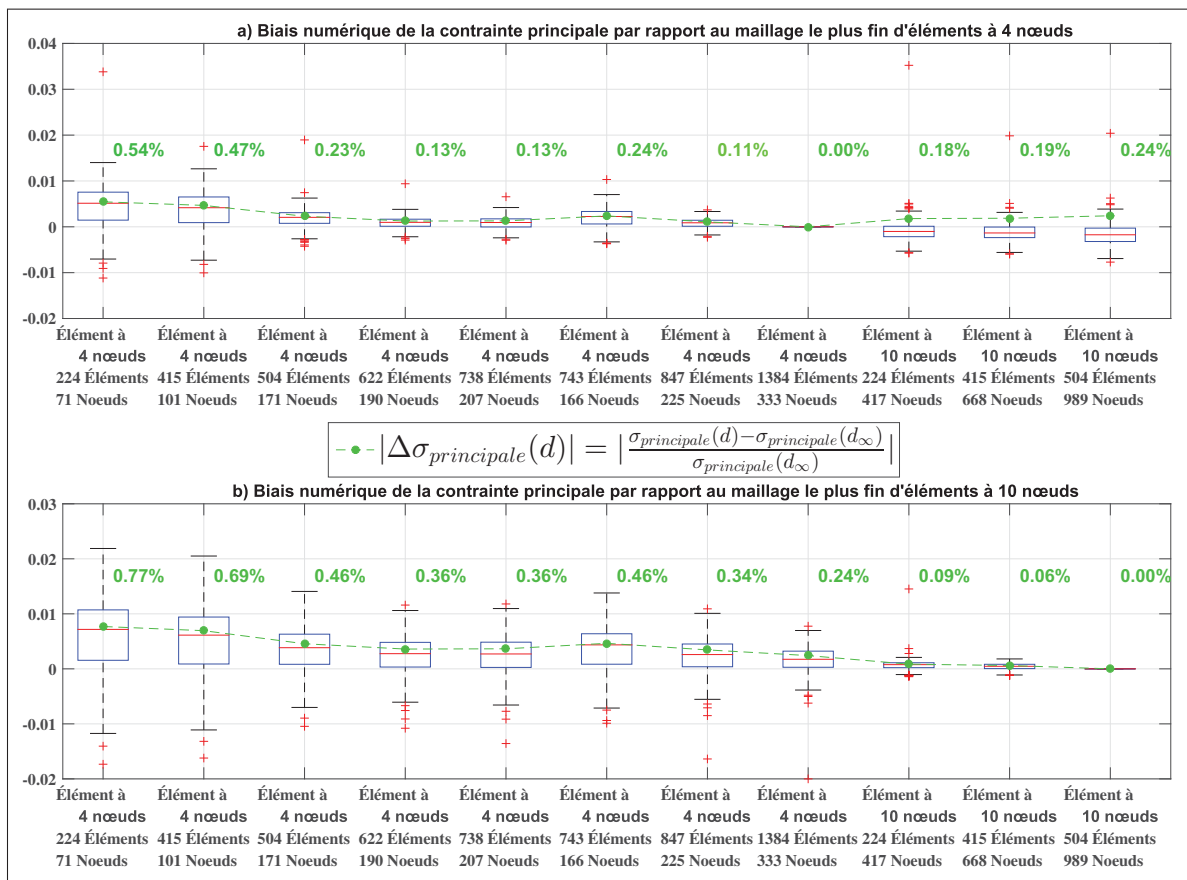 a) Biais numérique de la contrainte principale par rapport au maillage le plus fin d'éléments à 4 nœuds
0.04
0.03
0.02
0.01
0
-0.01
-0.02
0.54% 0.47% 0.23% 0.13% 0.13% 0.24% 0.11% 0.00% 0.18% 0.19% 0.24%
Élément à Élément à Élément à Élément à Élément à Élément à Élément à Élément à Élément à Élément à Élément à
4 nœuds 4 nœuds 4 nœuds 4 nœuds 4 nœuds 4 nœuds 4 nœuds 4 nœuds 10 nœuds 10 nœuds 10 nœuds
224 Éléments 415 Éléments 504 Éléments 622 Éléments 738 Éléments 743 Éléments 847 Éléments 1384 Éléments 224 Éléments 415 Éléments 504 Éléments
71 Noeuds 101 Noeuds 171 Noeuds 190 Noeuds 207 Noeuds 166 Noeuds 225 Noeuds 333 Noeuds 417 Noeuds 668 Noeuds 989 Noeuds
|Δσ_principale(d)| = |(σ_principale(d)−σ_principale(d_∞))/σ_principale(d_∞)|
b) Biais numérique de la contrainte principale par rapport au maillage le plus fin d'éléments à 10 nœuds
0.03
0.02
0.01
0
-0.01
-0.02
0.77% 0.69% 0.46% 0.36% 0.36% 0.46% 0.34% 0.24% 0.09% 0.06% 0.00%
Élément à Élément à Élément à Élément à Élément à Élément à Élément à Élément à Élément à Élément à Élément à
4 nœuds 4 nœuds 4 nœuds 4 nœuds 4 nœuds 4 nœuds 4 nœuds 4 nœuds 10 nœuds 10 nœuds 10 nœuds
224 Éléments 415 Éléments 504 Éléments 622 Éléments 738 Éléments 743 Éléments 847 Éléments 1384 Éléments 224 Éléments 415 Éléments 504 Éléments
71 Noeuds 101 Noeuds 171 Noeuds 190 Noeuds 207 Noeuds 166 Noeuds 225 Noeuds 333 Noeuds 417 Noeuds 668 Noeuds 989 Noeuds